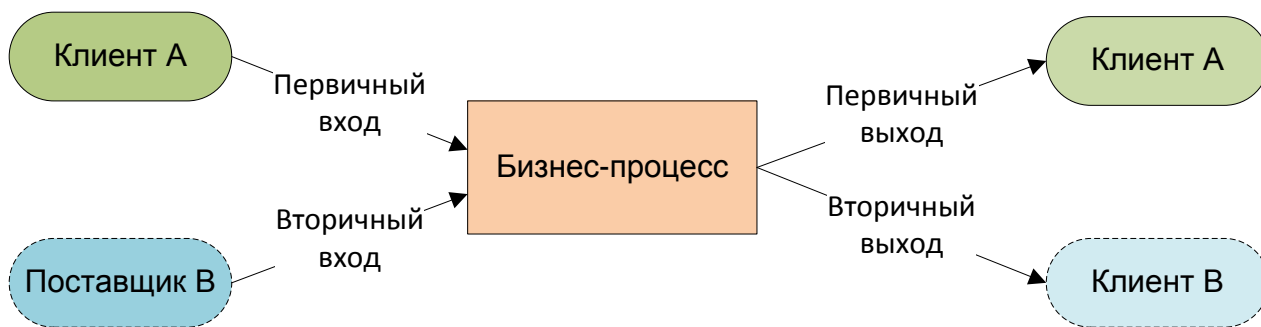 Клиент А
Клиент А
Первичный
вход
Первичный
выход
Бизнес-процесс
Вторичный
вход
Вторичный
выход
Поставщик В
Клиент В